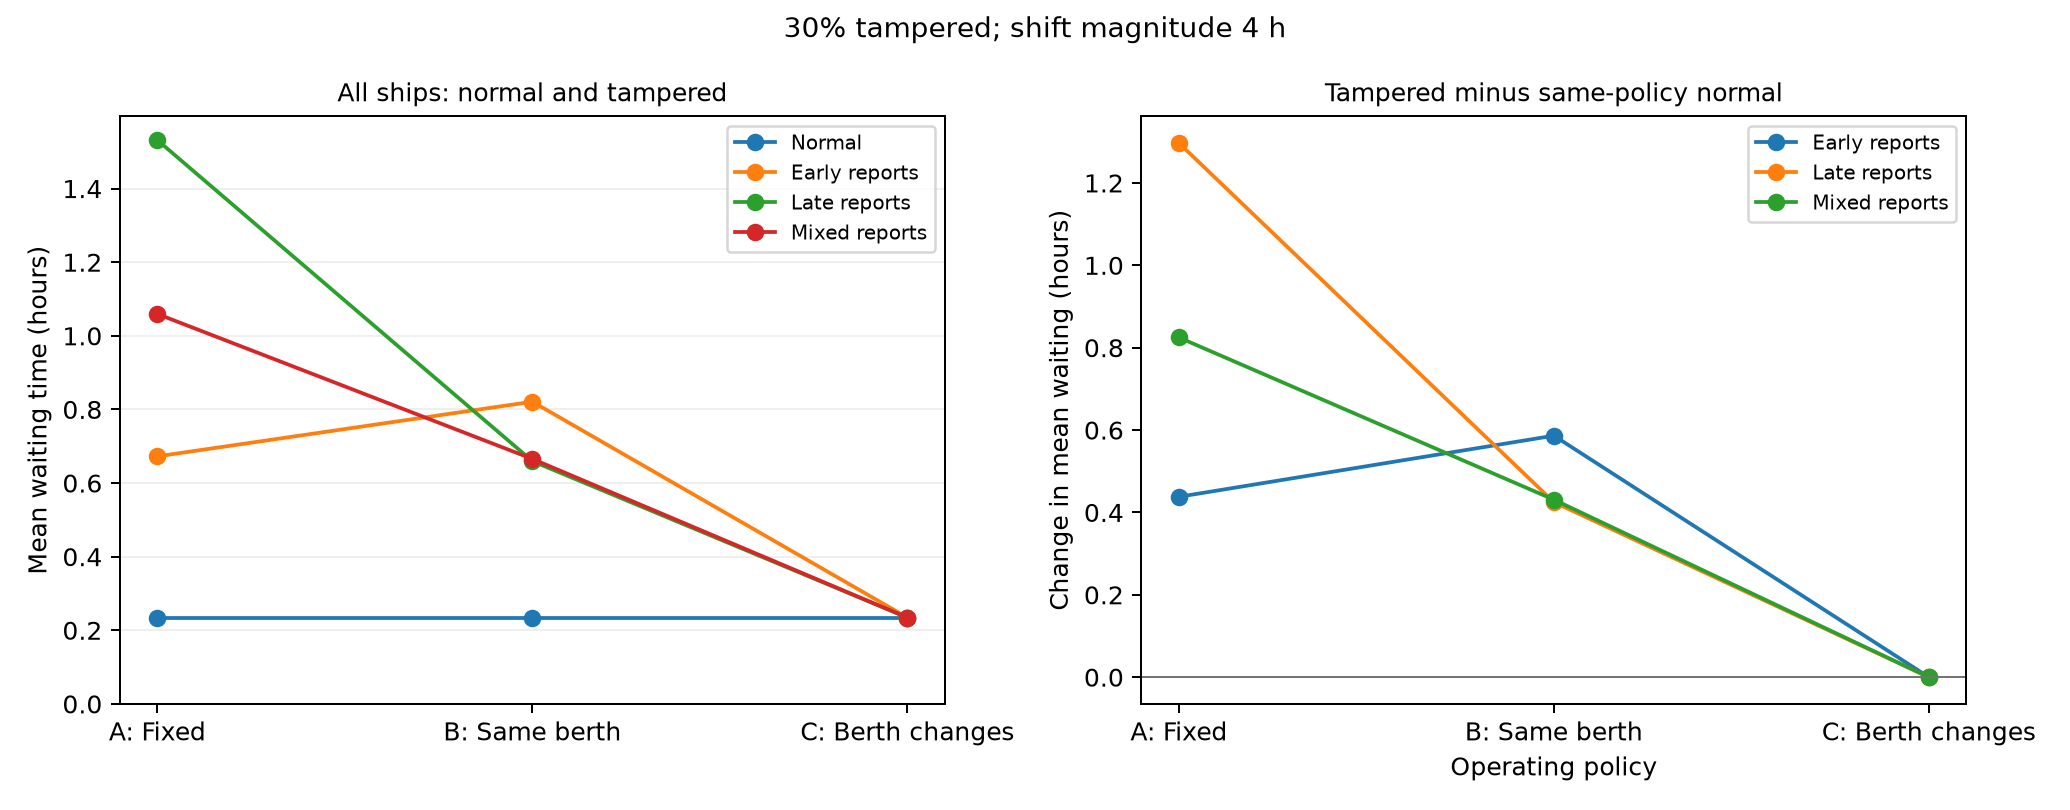 30% tampered; shift magnitude 4 h
All ships: normal and tampered
Mean waiting time (hours)
1.4
1.2
1.0
0.8
0.6
0.4
0.2
0.0
Normal
Early reports
Late reports
Mixed reports
A: Fixed
B: Same berth
C: Berth changes
Tampered minus same-policy normal
Change in mean waiting (hours)
1.2
1.0
0.8
0.6
0.4
0.2
0.0
Early reports
Late reports
Mixed reports
A: Fixed
B: Same berth
C: Berth changes
Operating policy